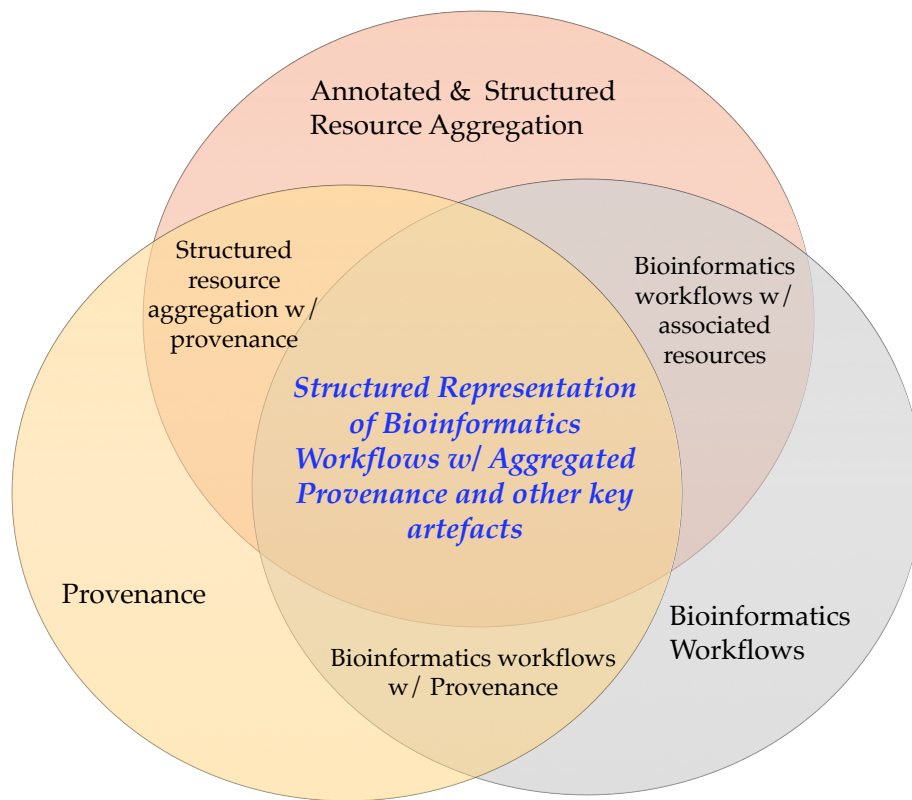 Annotated & Structured
Resource Aggregation
Structured
resource
aggregation w/
provenance
Bioinformatics
workflows w/
associated
resources
Structured Representation
of Bioinformatics
Workflows w/ Aggregated
Provenance and other key
artefacts
Provenance
Bioinformatics
Workflows
Bioinformatics workflows
w/ Provenance